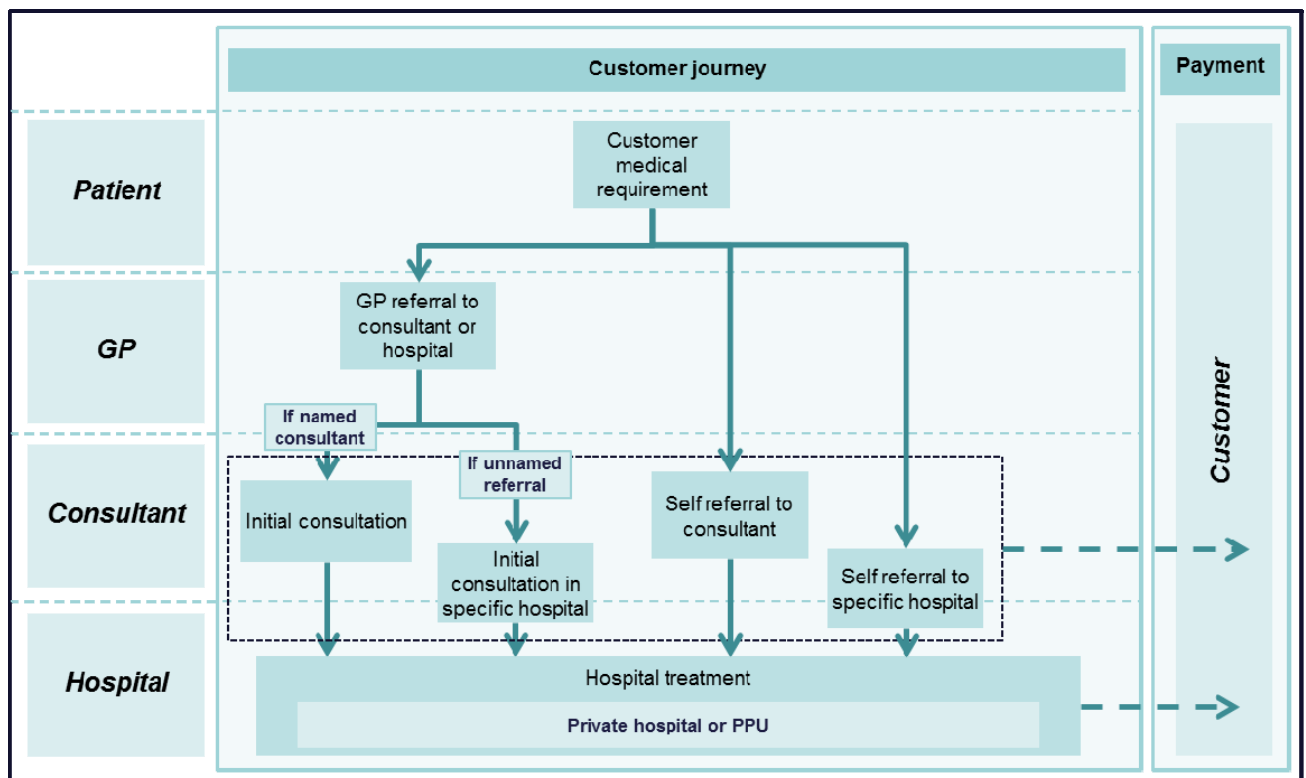 Customer journey
Payment
Patient
Customer
medical
requirement
GP
GP referral to
consultant or
hospital
If named
consultant
If unnamed
referral
Consultant
Initial consultation
Initial
consultation in
specific hospital
Self referral to
consultant
Self referral to
specific hospital
Customer
Hospital
Hospital treatment
Private hospital or PPU